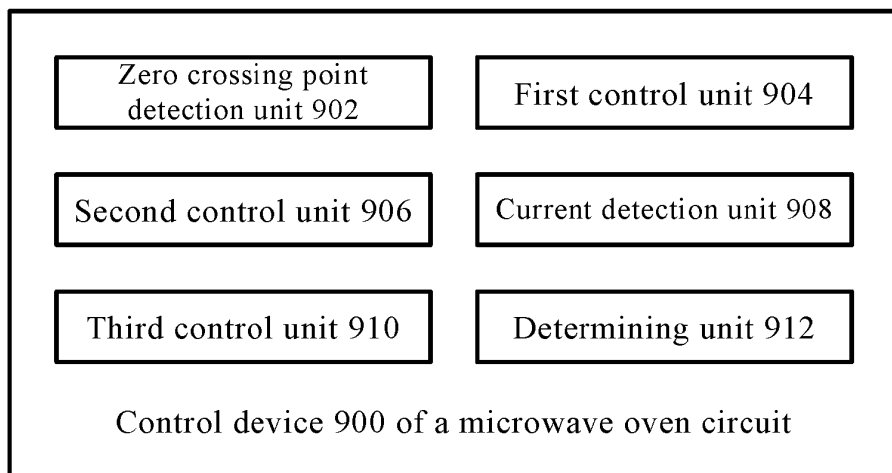 Zero crossing point
detection unit 902
First control unit 904
Second control unit 906
Current detection unit 908
Third control unit 910
Determining unit 912
Control device 900 of a microwave oven circuit